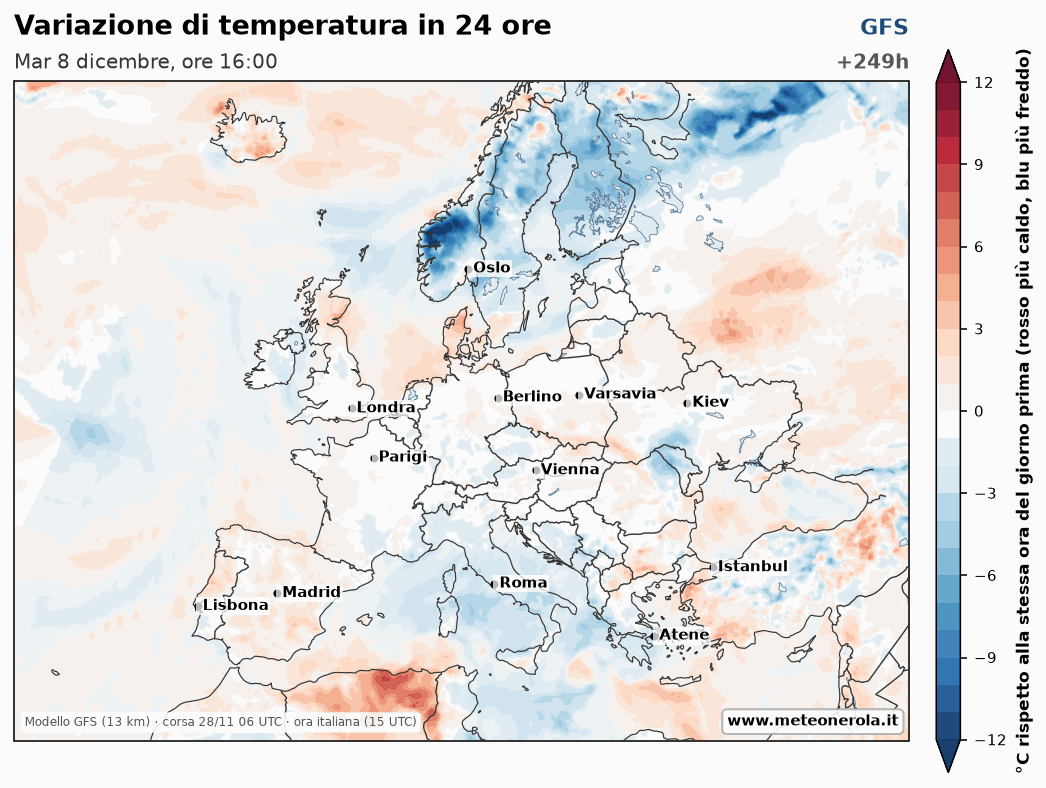 Variazione di temperatura in 24 ore
GFS
Mar 8 dicembre, ore 16:00
+249h
Oslo
Londra
Berlino
Varsavia
Kiev
Parigi
Vienna
Istanbul
Roma
Madrid
Lisbona
Atene
Modello GFS (13 km) · corsa 28/11 06 UTC · ora italiana (15 UTC)
www.meteonerola.it
12
9
6
3
0
−3
−6
−9
−12
°C rispetto alla stessa ora del giorno prima (rosso più caldo, blu più freddo)